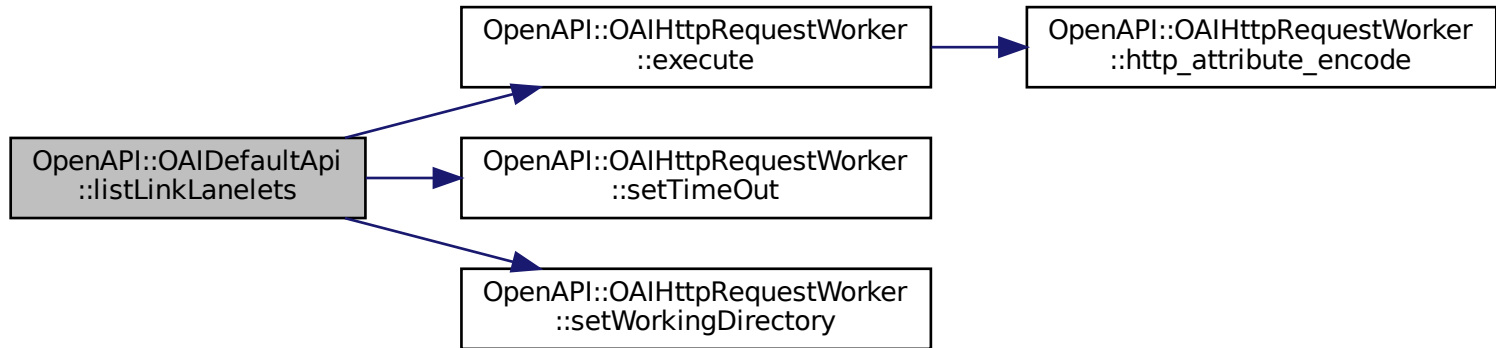 OpenAPI::OAIHttpRequestWorker
::execute
OpenAPI::OAIHttpRequestWorker
::http_attribute_encode
OpenAPI::OAIDefaultApi
::listLinkLanelets
OpenAPI::OAIHttpRequestWorker
::setTimeOut
OpenAPI::OAIHttpRequestWorker
::setWorkingDirectory